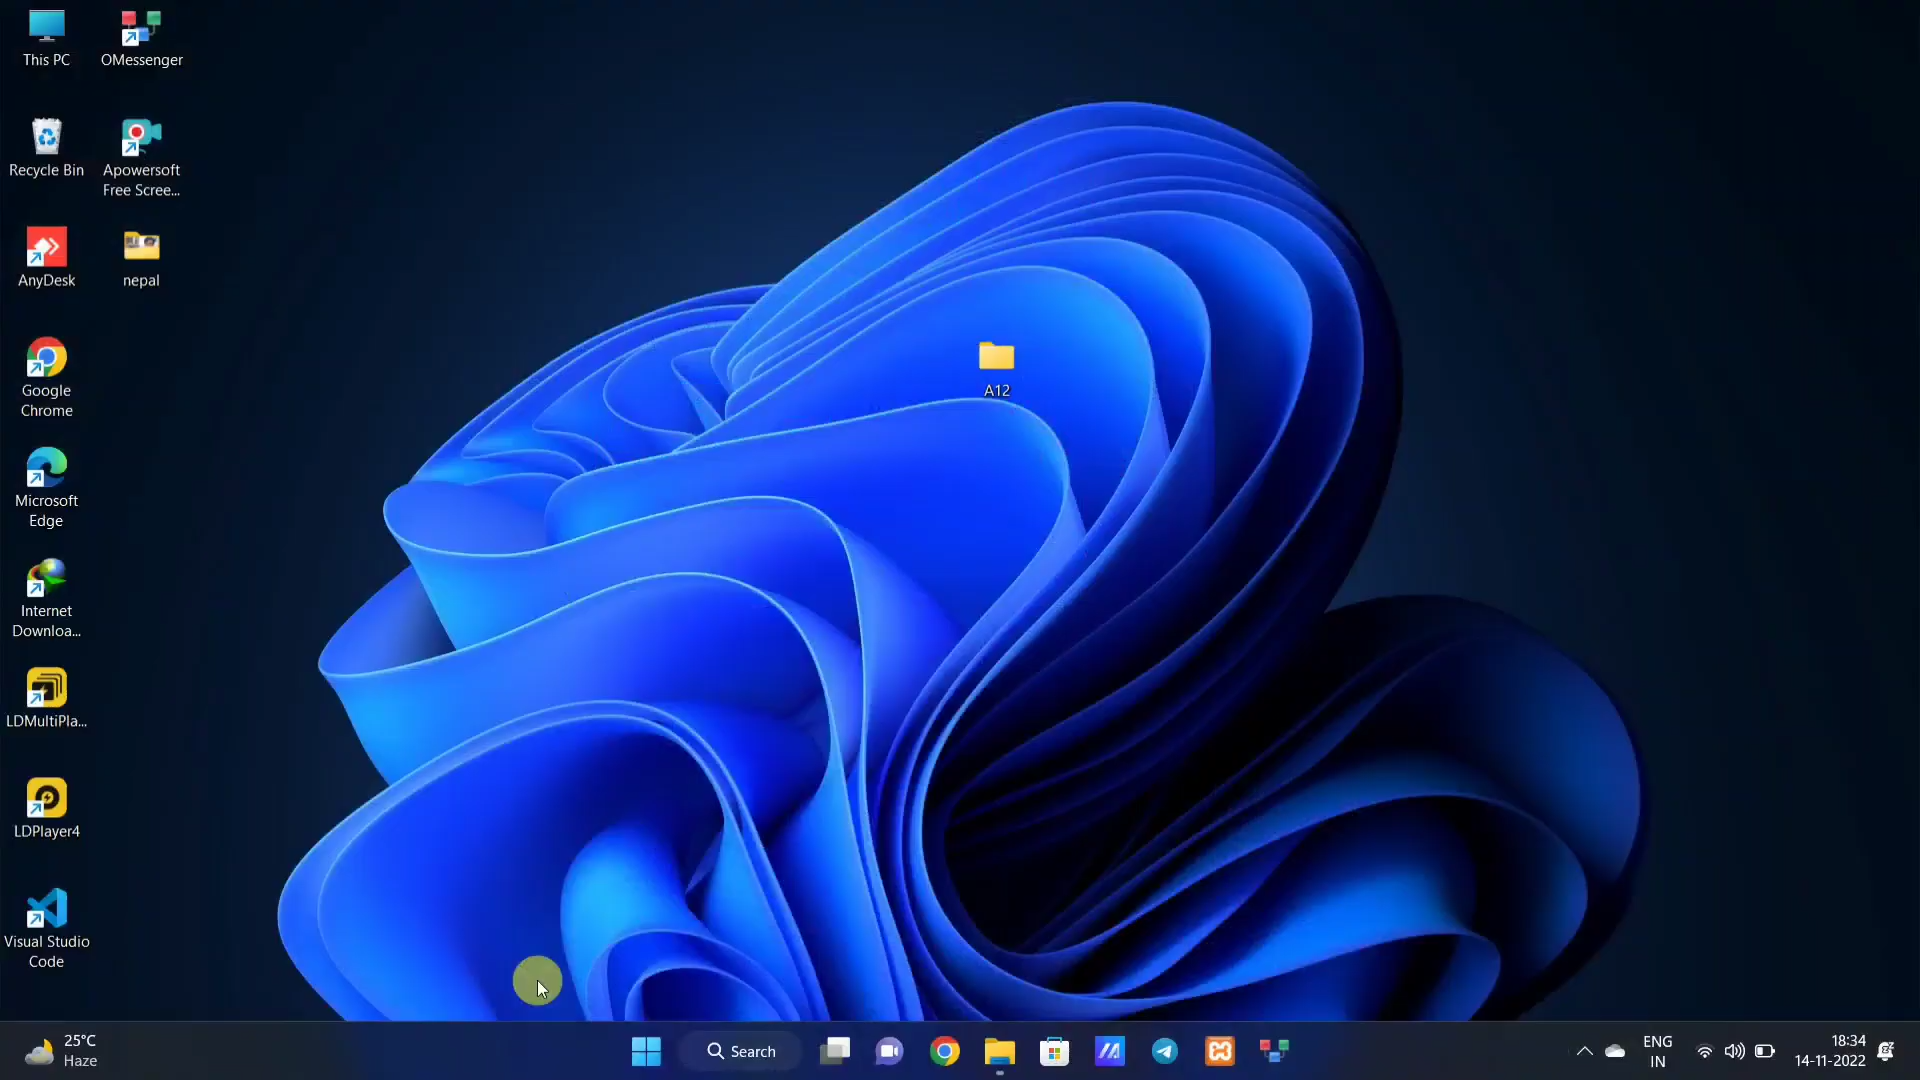 This PC
OMessenger
Recycle Bin
Apowersoft
Free Scree...
AnyDesk
nepal
Google
Chrome
A12
Microsoft
Edge
Internet
Downloa...
LDMultiPla...
LDPlayer4
Visual Studio
Code
25°C
Haze
Search
ENG
IN
18:34
14-11-2022